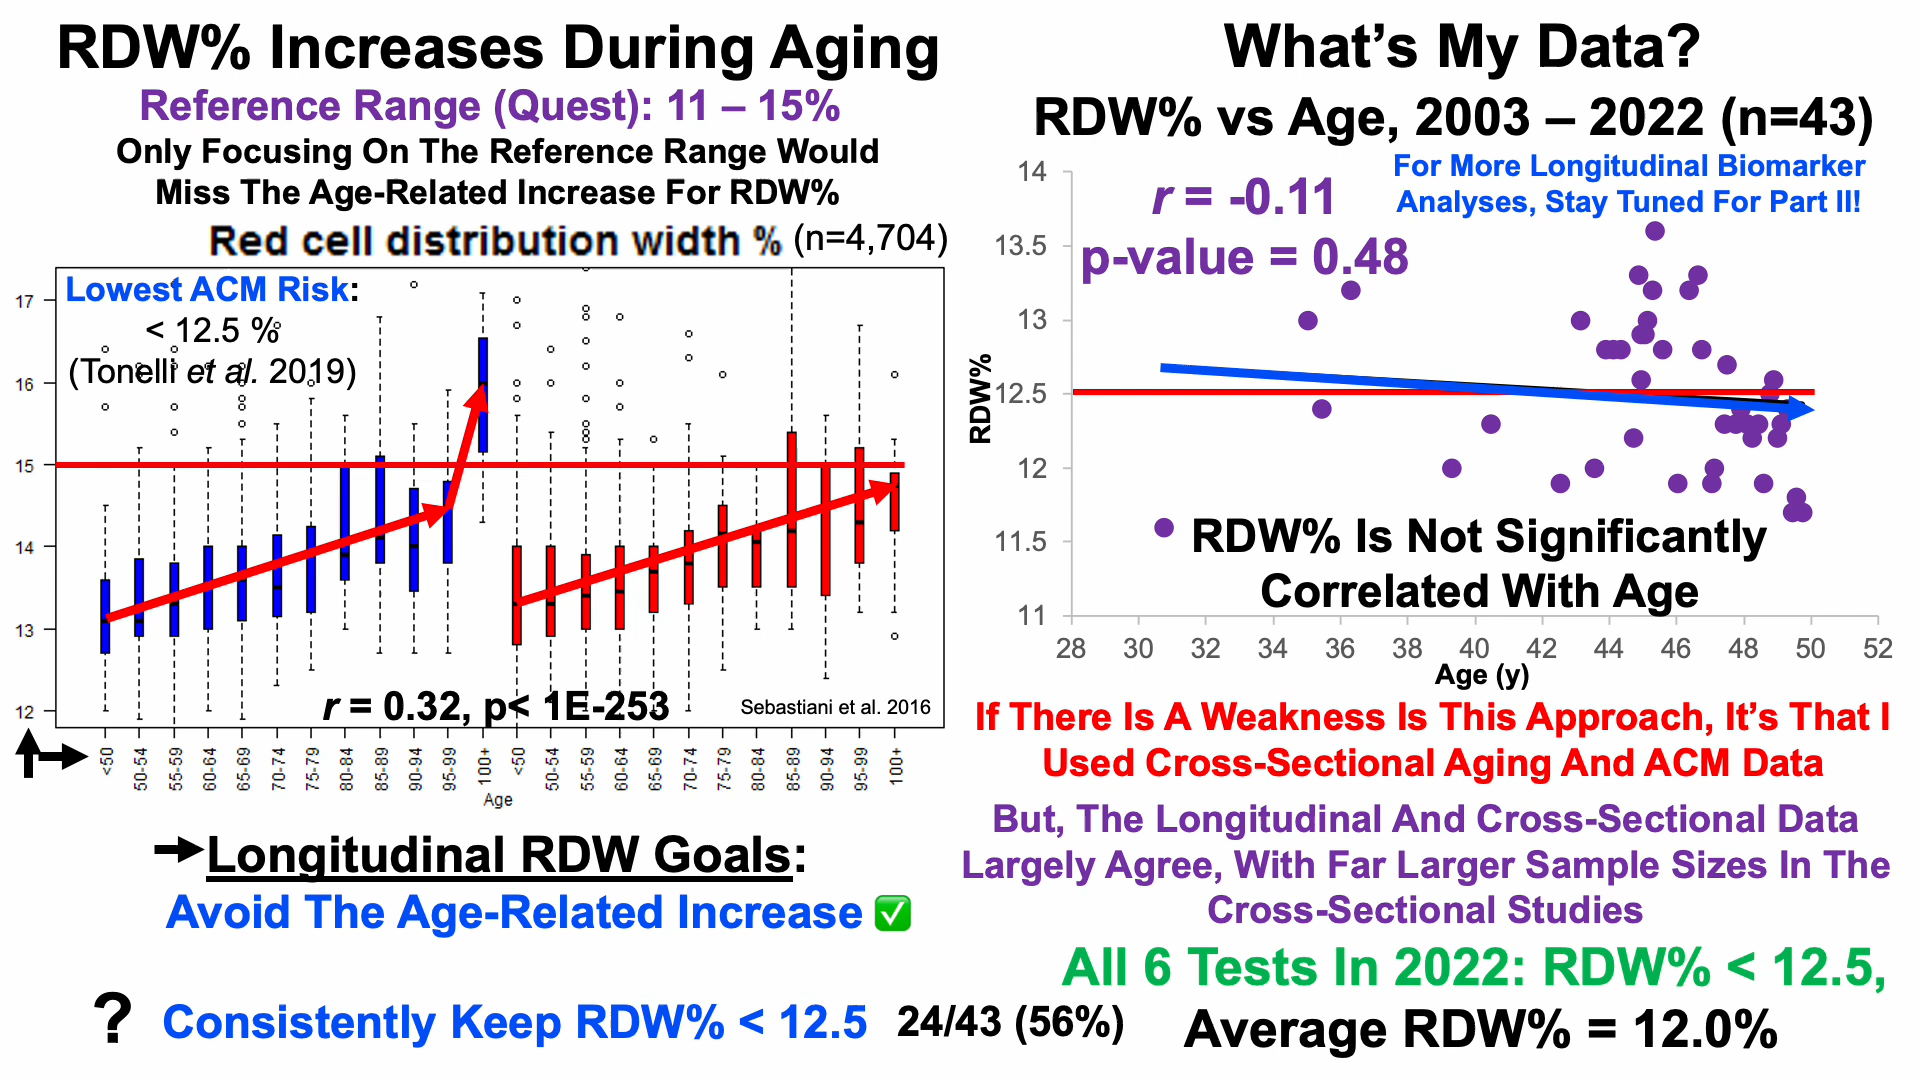 RDW% Increases During Aging
Reference Range (Quest): 11 – 15%
Only Focusing On The Reference Range Would
Miss The Age-Related Increase For RDW%
Red cell distribution width % (n=4,704)
Lowest ACM Risk:
< 12.5 %
(Tonelli et al. 2019)
17
16
15
14
13
12
r = 0.32, p< 1E-253
Sebastiani et al. 2016
<50 50-54 55-59 60-64 65-69 70-74 75-79 80-84 85-89 90-94 95-99 100+ <50 50-54 55-59 60-64 65-69 70-74 75-79 80-84 85-89 90-94 95-99 100+
Age
Longitudinal RDW Goals:
Avoid The Age-Related Increase
? Consistently Keep RDW% < 12.5 24/43 (56%)
What’s My Data?
RDW% vs Age, 2003 – 2022 (n=43)
For More Longitudinal Biomarker
Analyses, Stay Tuned For Part II!
r = -0.11
p-value = 0.48
14
13.5
13
12.5
12
11.5
11
RDW%
RDW% Is Not Significantly
Correlated With Age
28 30 32 34 36 38 40 42 44 46 48 50 52
Age (y)
If There Is A Weakness Is This Approach, It’s That I
Used Cross-Sectional Aging And ACM Data
But, The Longitudinal And Cross-Sectional Data
Largely Agree, With Far Larger Sample Sizes In The
Cross-Sectional Studies
All 6 Tests In 2022: RDW% < 12.5,
Average RDW% = 12.0%